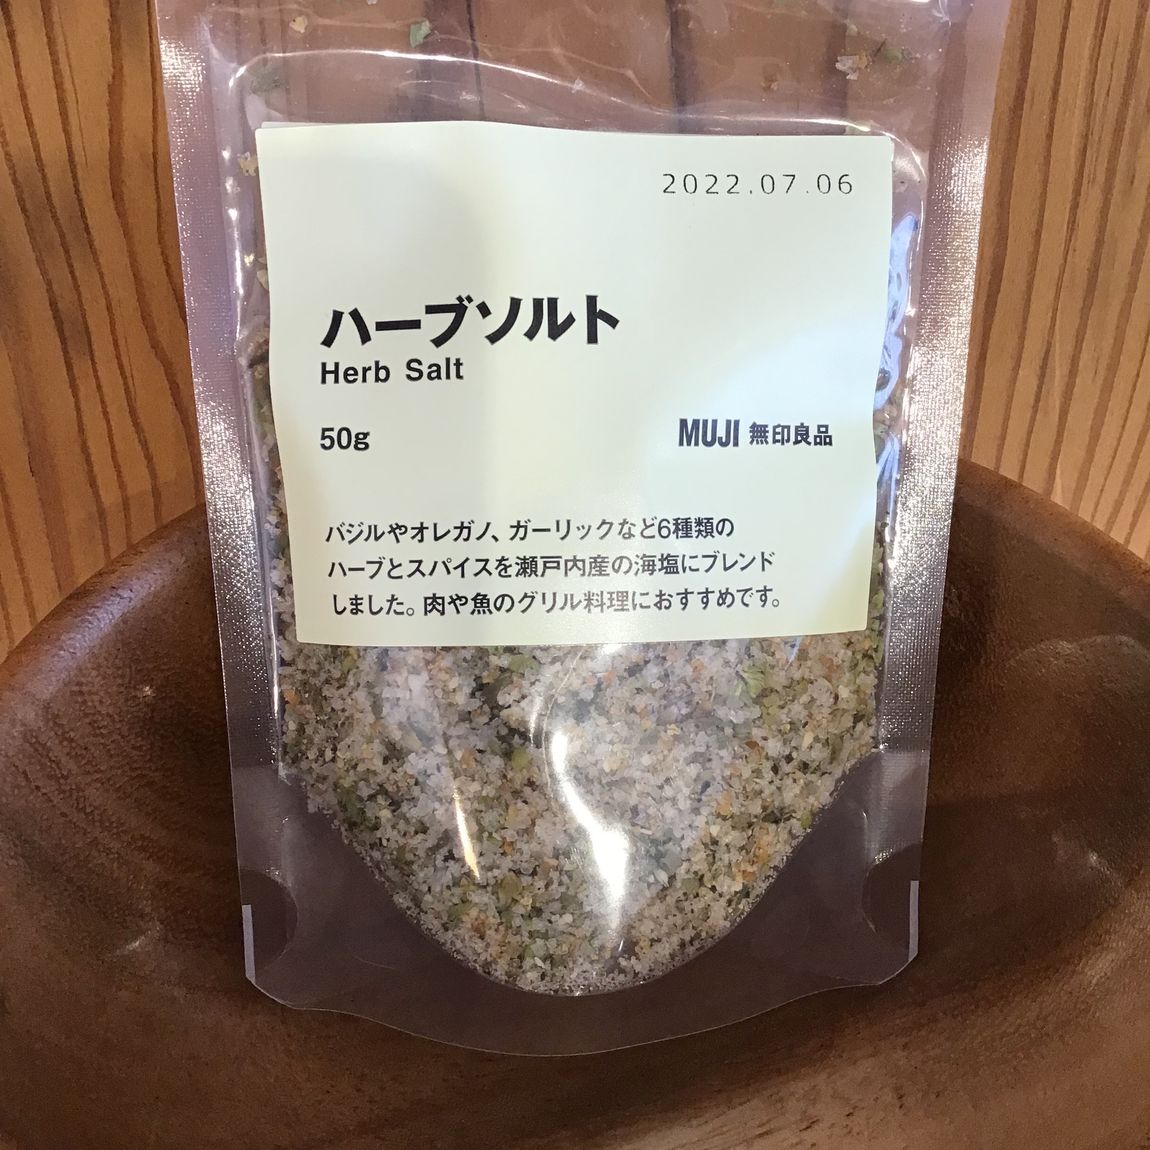 2022.07.06
ハーブソルト
Herb Salt
50g
MUJI 無印良品
バジルやオレガノ、ガーリックなど6種類の
ハーブとスパイスを瀬戸内産の海塩にブレンド
しました。肉や魚のグリル料理におすすめです。